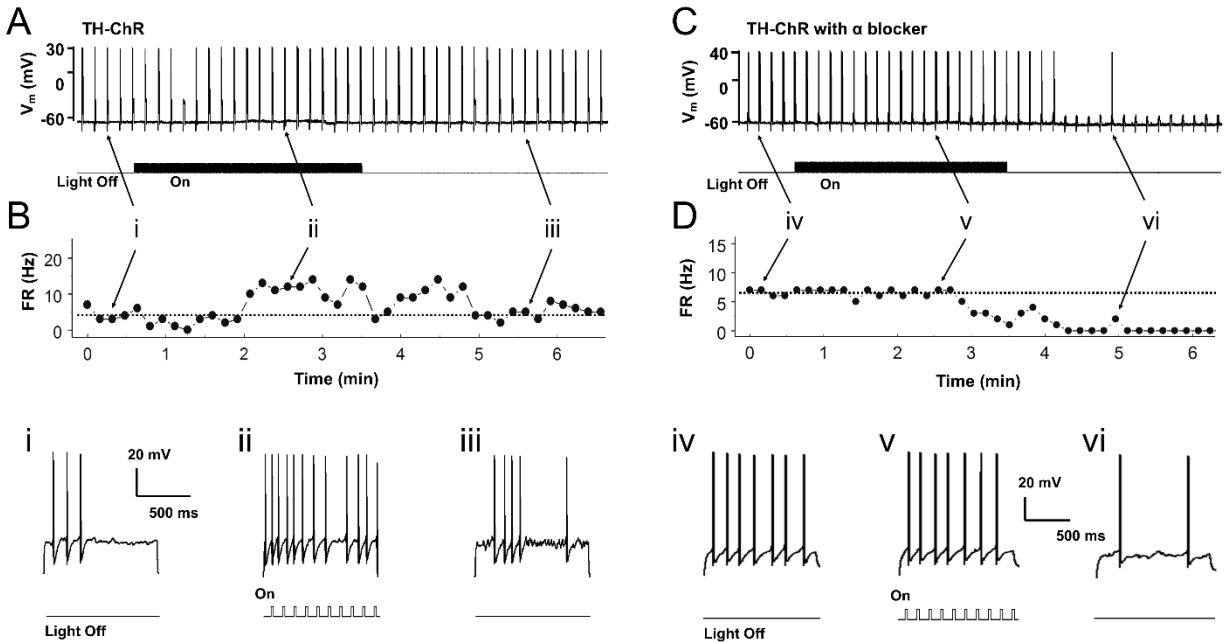 A
TH-ChR
30
0
-60
Vm (mV)
Light Off
On
i
ii
iii
B
20
10
0
FR (Hz)
0 1 2 3 4 5 6
Time (min)
i
20 mV
500 ms
Light Off
ii
On
iii
C
TH-ChR with α blocker
40
0
-60
Vm (mV)
Light Off
On
iv
v
vi
D
15
10
5
0
FR (Hz)
0 1 2 3 4 5 6
Time (min)
iv
Light Off
v
On
20 mV
500 ms
vi